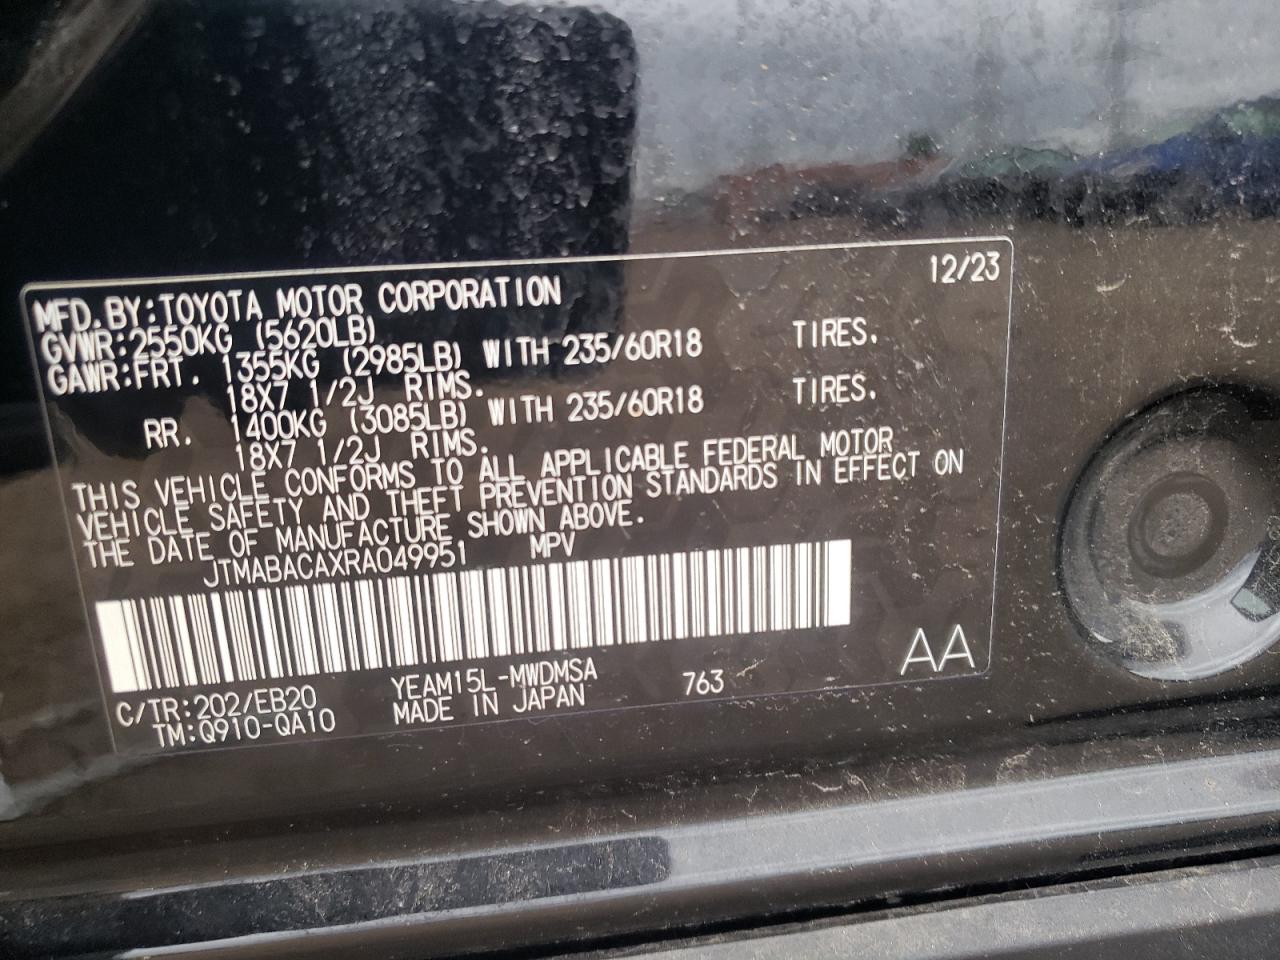 12/23
MFD.BY:TOYOTA MOTOR CORPORATION
GVWR:2550KG (5620LB)
GAWR:FRT. 1355KG (2985LB) WITH 235/60R18 TIRES.
18X7 1/2J RIMS.
RR. 1400KG (3085LB) WITH 235/60R18 TIRES.
18X7 1/2J RIMS.
THIS VEHICLE CONFORMS TO ALL APPLICABLE FEDERAL MOTOR
VEHICLE SAFETY AND THEFT PREVENTION STANDARDS IN EFFECT ON
THE DATE OF MANUFACTURE SHOWN ABOVE.
JTMABACAXRA049951 MPV
C/TR:202/EB20 YEAM15L-MWDMSA 763 AA
TM:Q910-QA10 MADE IN JAPAN